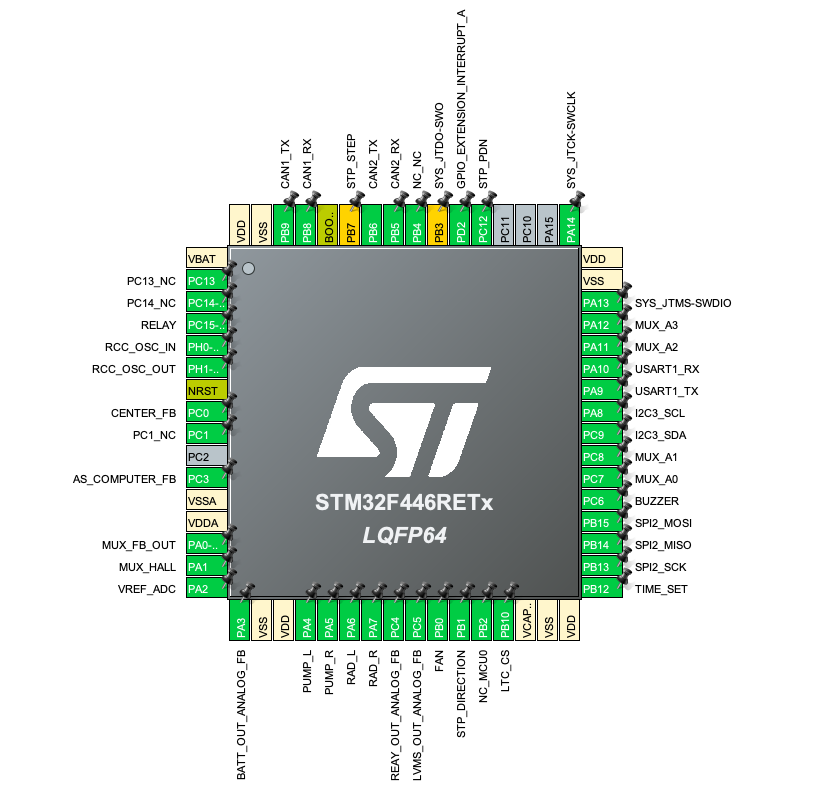 CAN1_TX
CAN1_RX
STP_STEP
CAN2_TX
CAN2_RX
NC_NC
SYS_JTDO-SWO
GPIO_EXTENSION_INTERRUPT_A
STP_PDN
SYS_JTCK-SWCLK
VDD
VSS
PB9
PB8
BOO..
PB7
PB6
PB5
PB4
PB3
PD2
PC12
PC11
PC10
PA15
PA14
VBAT
PC13_NC PC13
PC14_NC PC14-..
RELAY PC15-..
RCC_OSC_IN PH0-..
RCC_OSC_OUT PH1-..
NRST
CENTER_FB PC0
PC1_NC PC1
PC2
AS_COMPUTER_FB PC3
VSSA
VDDA
MUX_FB_OUT PA0-..
MUX_HALL PA1
VREF_ADC PA2
STM32F446RETx
LQFP64
VDD
VSS
PA13 SYS_JTMS-SWDIO
PA12 MUX_A3
PA11 MUX_A2
PA10 USART1_RX
PA9 USART1_TX
PA8 I2C3_SCL
PC9 I2C3_SDA
PC8 MUX_A1
PC7 MUX_A0
PC6 BUZZER
PB15 SPI2_MOSI
PB14 SPI2_MISO
PB13 SPI2_SCK
PB12 TIME_SET
PA3
VSS
VDD
PA4
PA5
PA6
PA7
PC4
PC5
PB0
PB1
PB2
PB10
VCAP..
VSS
VDD
BATT_OUT_ANALOG_FB
PUMP_L
PUMP_R
RAD_L
RAD_R
REAY_OUT_ANALOG_FB
LVMS_OUT_ANALOG_FB
FAN
STP_DIRECTION
NC_MCU0
LTC_CS